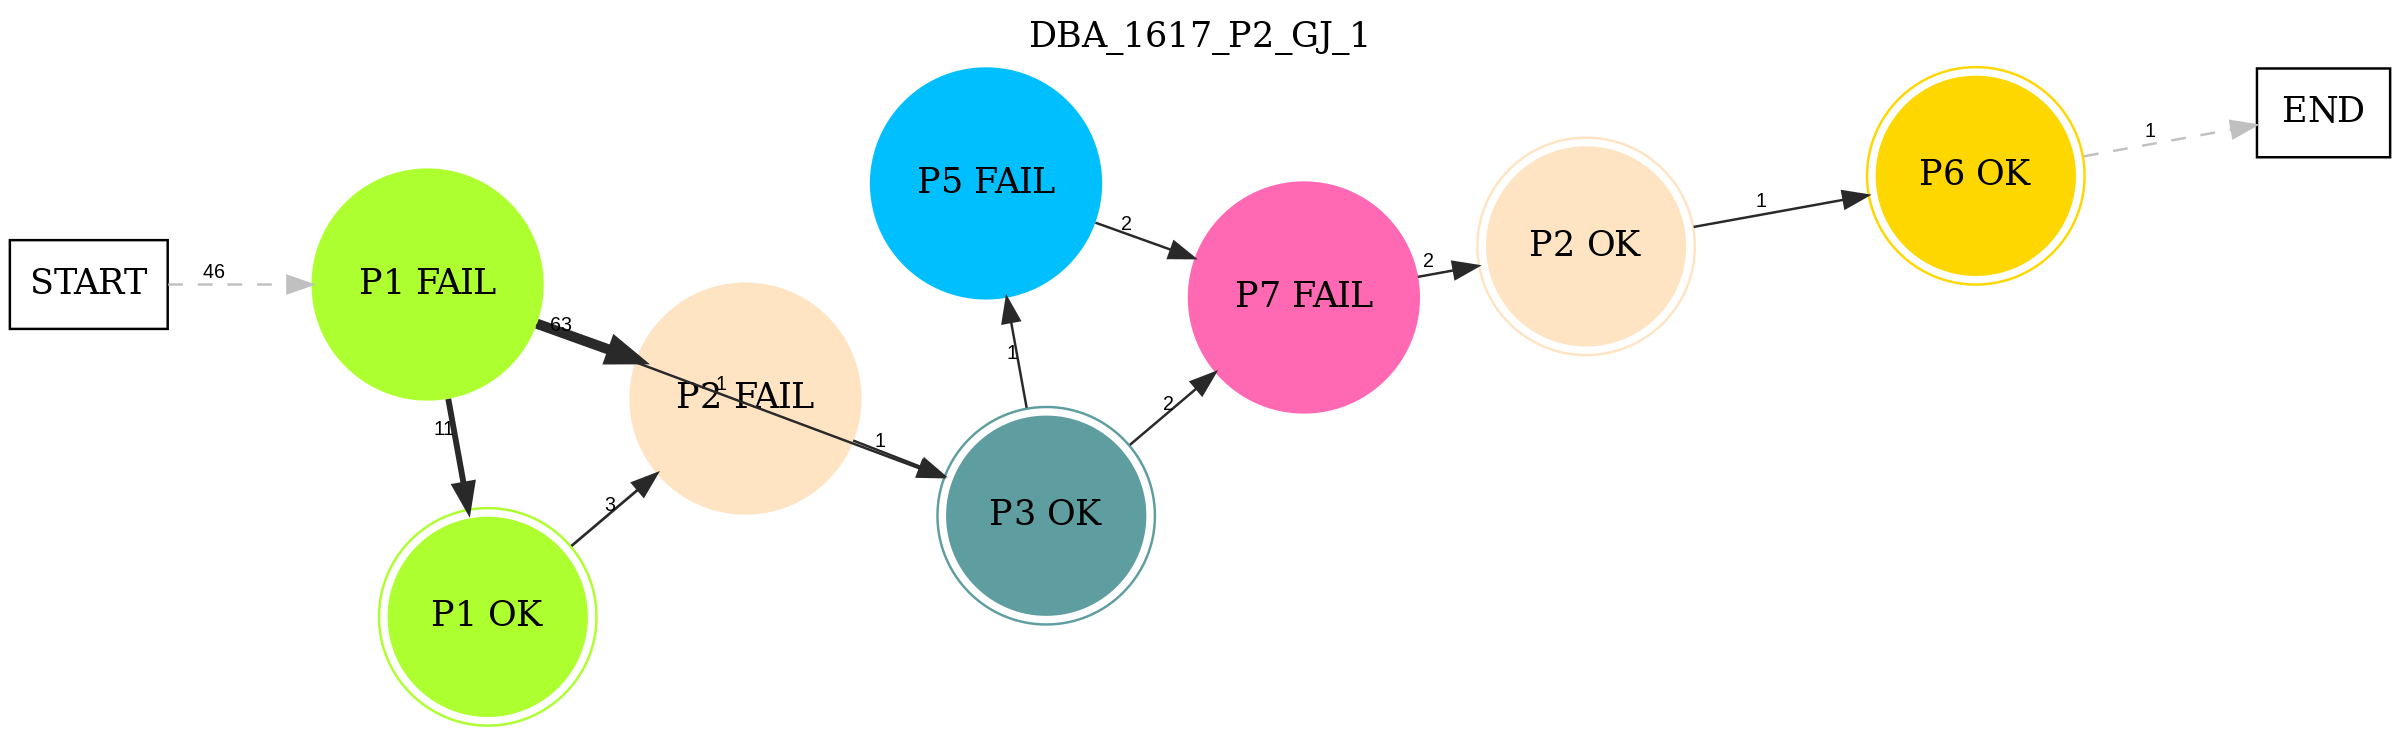 DBA_1617_P2_GJ_1
START
46
P1 FAIL
63
11
P1 OK
3
P2 FAIL
1
1
P5 FAIL
1
P3 OK
2
2
P7 FAIL
2
P2 OK
1
P6 OK
1
END